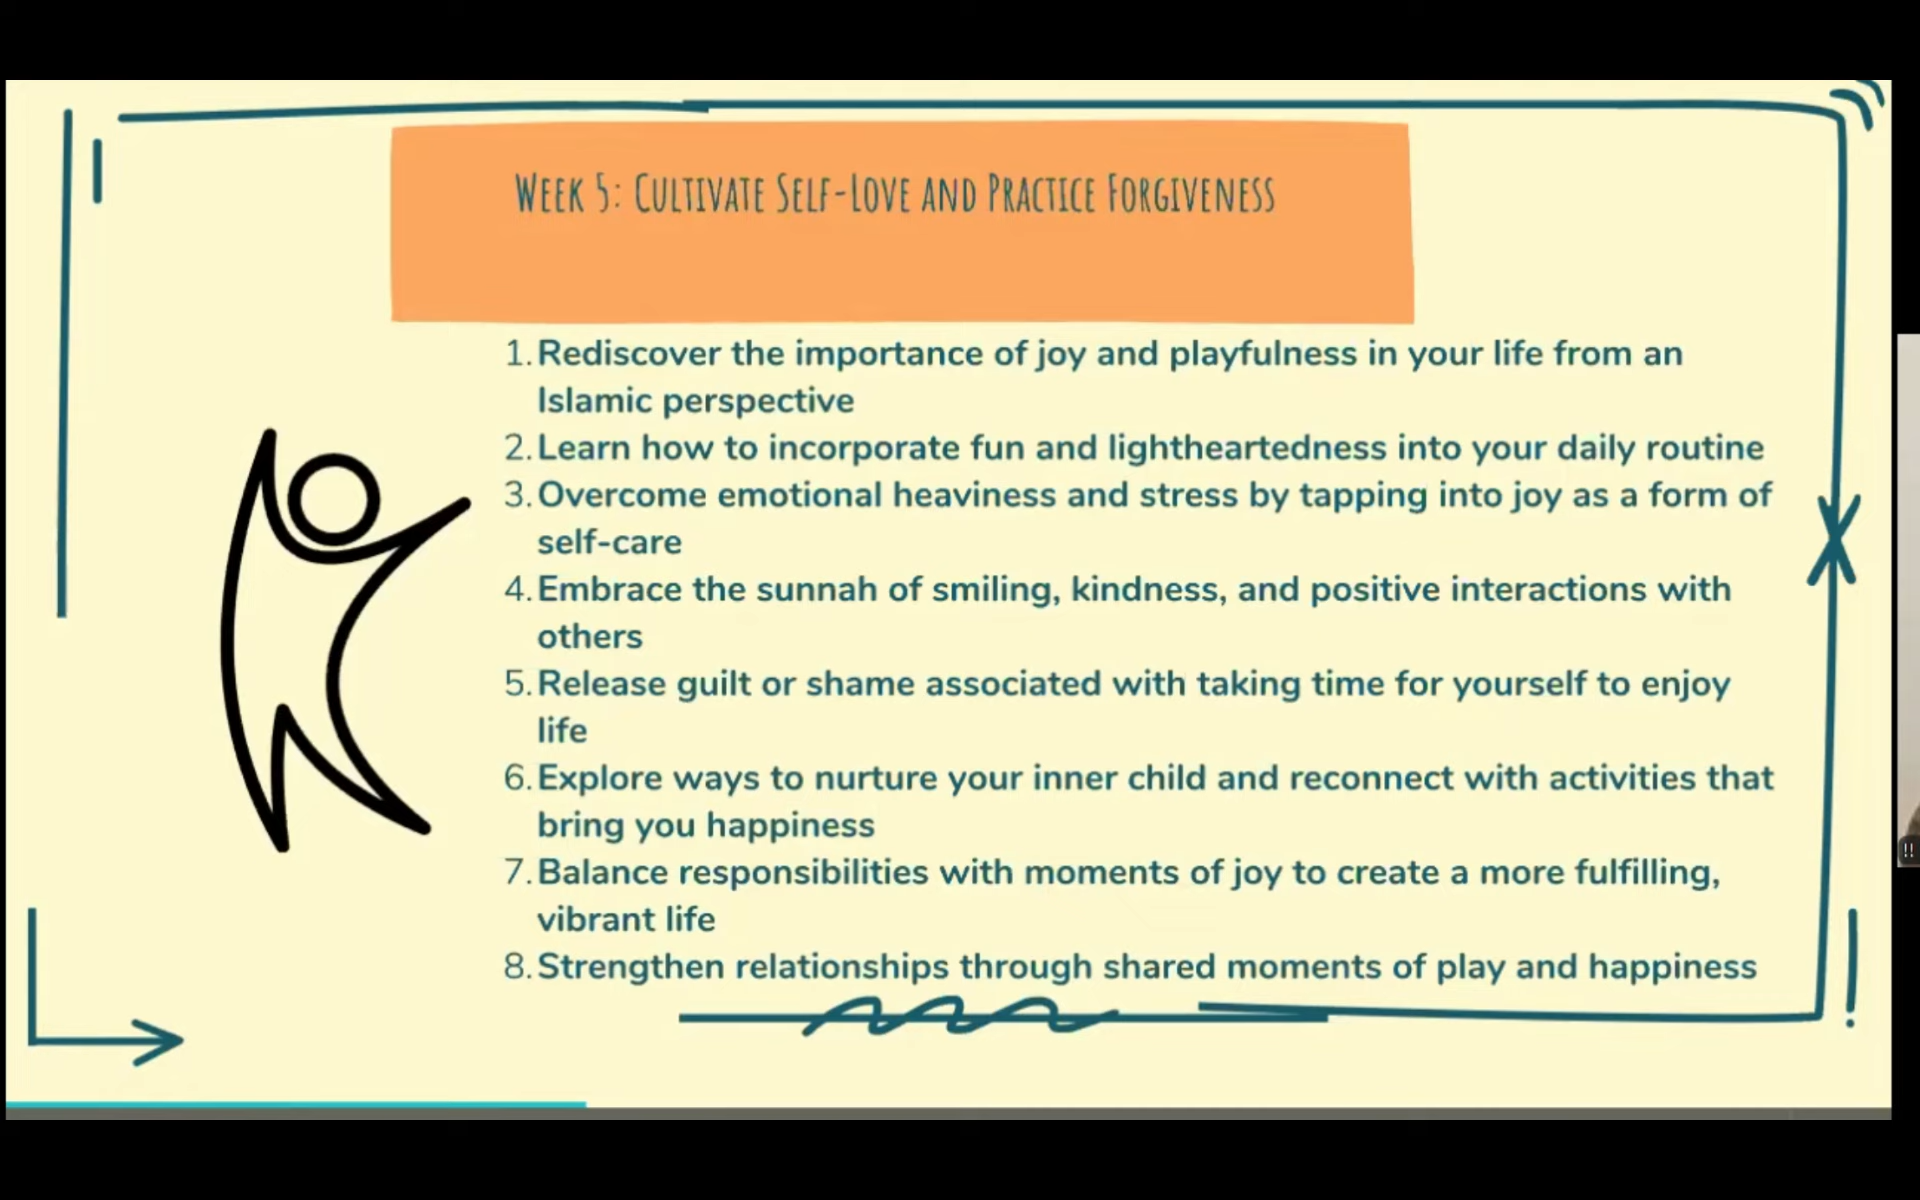 Week 5: Cultivate Self-Love and Practice Forgiveness
1. Rediscover the importance of joy and playfulness in your life from an
Islamic perspective
2. Learn how to incorporate fun and lightheartedness into your daily routine
3. Overcome emotional heaviness and stress by tapping into joy as a form of
self-care
4. Embrace the sunnah of smiling, kindness, and positive interactions with
others
5. Release guilt or shame associated with taking time for yourself to enjoy
life
6. Explore ways to nurture your inner child and reconnect with activities that
bring you happiness
7. Balance responsibilities with moments of joy to create a more fulfilling,
vibrant life
8. Strengthen relationships through shared moments of play and happiness